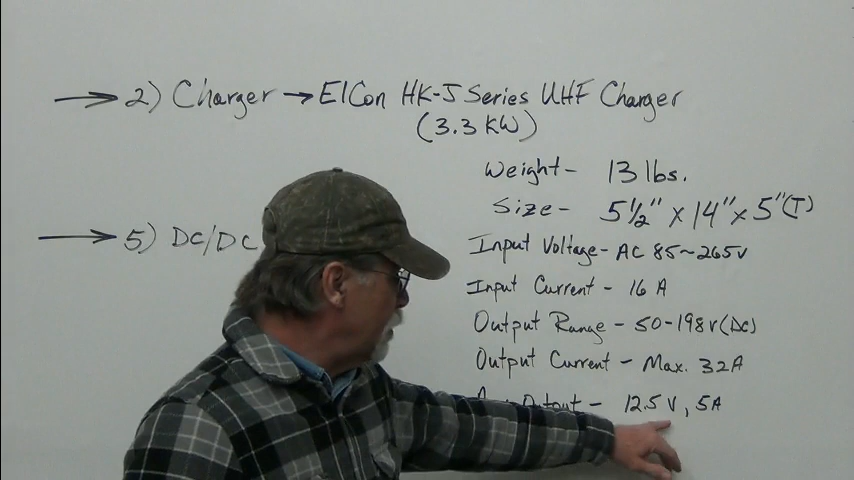 → 2) Charger → ElCon HK-J Series UHF Charger
(3.3 KW)
Weight - 13 lbs.
Size - 5½" x 14" x 5"(T)
→ 5) DC/DC
Input Voltage - AC 85~265v
Input Current - 16 A
Output Range - 50-198v(DC)
Output Current - Max. 32A
Output - 12.5 V, 5A